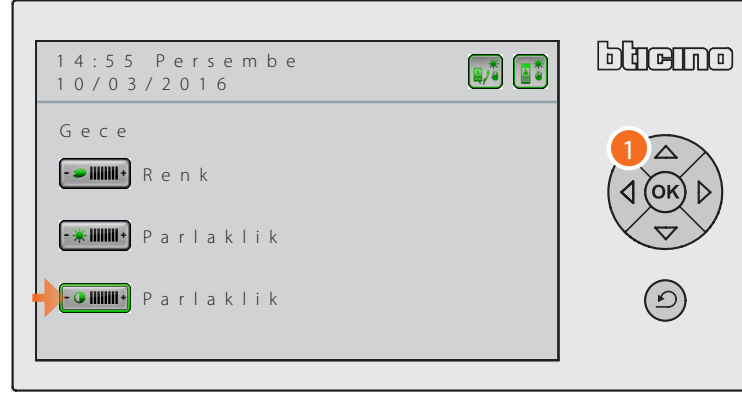 14:55 Persembe
10/03/2016
bticino
Gece
1
- + Renk
OK
- + Parlaklik
- + Parlaklik